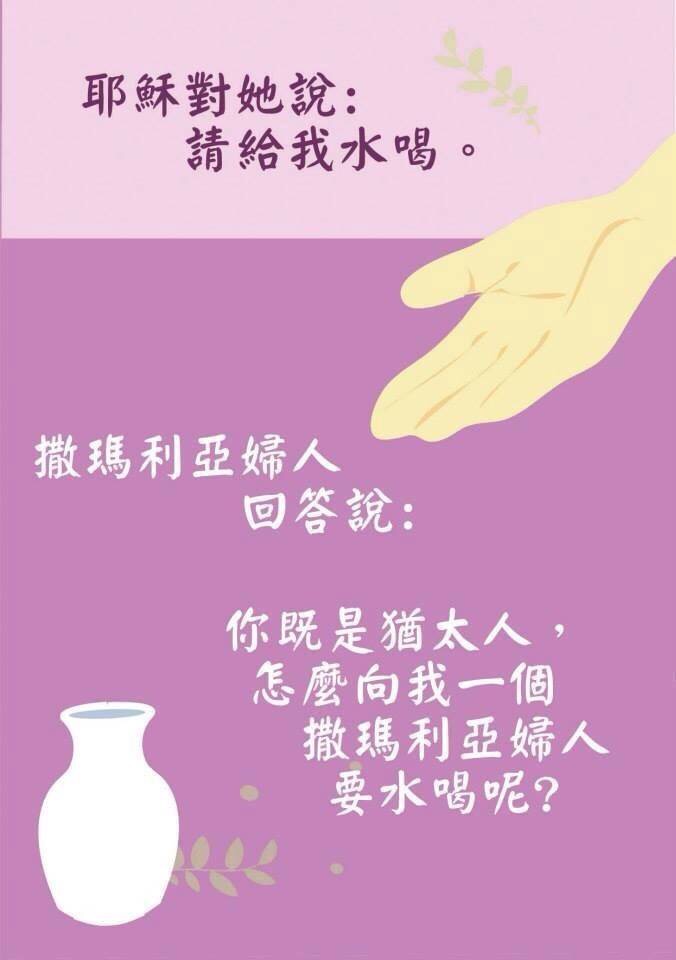 耶穌對她說:
請給我水喝。
撒瑪利亞婦人
回答說:
你既是猶太人，
怎麼向我一個
撒瑪利亞婦人
要水喝呢?